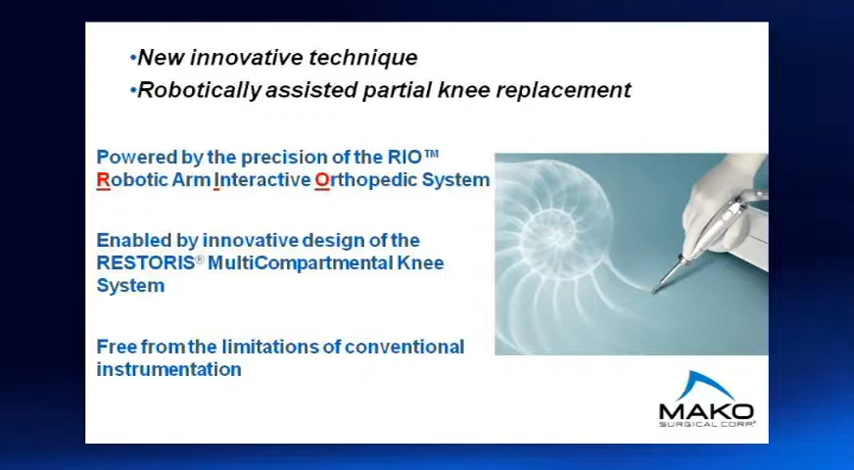 •New innovative technique
•Robotically assisted partial knee replacement
Powered by the precision of the RIO™
Robotic Arm Interactive Orthopedic System
Enabled by innovative design of the
RESTORIS® MultiCompartmental Knee
System
Free from the limitations of conventional
instrumentation
MAKO
SURGICAL CORP.®